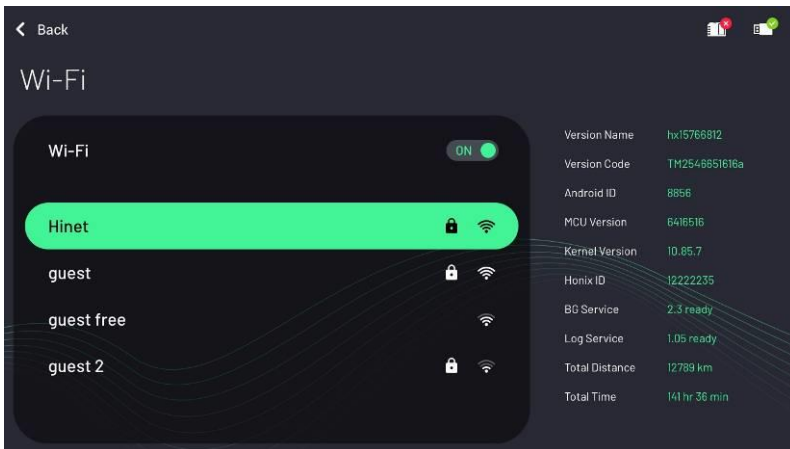 Back
Wi-Fi
Wi-Fi
ON
Hinet
guest
guest free
guest 2
Version Name hx15766812
Version Code TM2546651616a
Android ID 8856
MCU Version 6416516
Kernel Version 10.85.7
Honix ID 12222235
BG Service 2.3 ready
Log Service 1.05 ready
Total Distance 12789 km
Total Time 141 hr 36 min